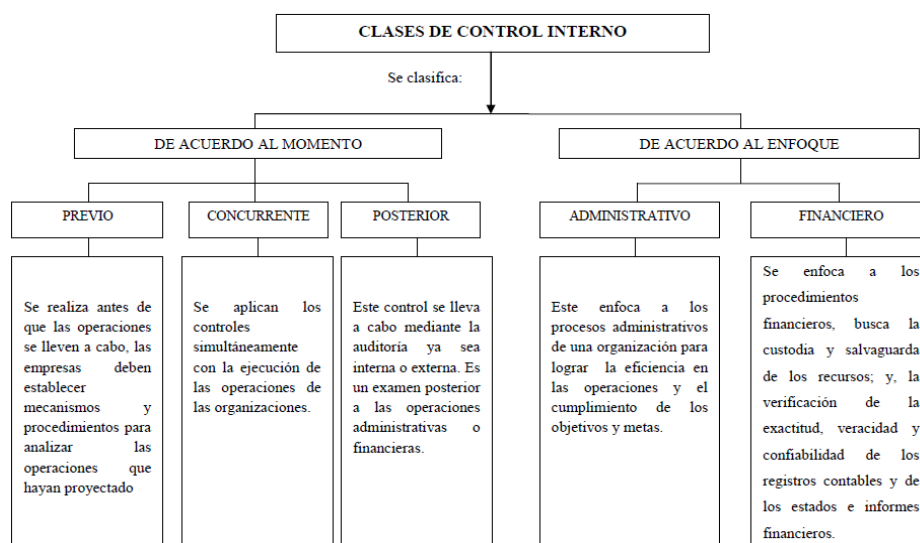 CLASES DE CONTROL INTERNO
Se clasifica:
DE ACUERDO AL MOMENTO
DE ACUERDO AL ENFOQUE
PREVIO
CONCURRENTE
POSTERIOR
ADMINISTRATIVO
FINANCIERO
Se realiza antes de
que las operaciones
se lleven a cabo, las
empresas deben
establecer
mecanismos y
procedimientos para
analizar las
operaciones que
hayan proyectado
Se aplican los
controles
simultáneamente
con la ejecución de
las operaciones de
las organizaciones.
Este control se lleva
a cabo mediante la
auditoría ya sea
interna o externa. Es
un examen posterior
a las operaciones
administrativas o
financieras.
Este enfoca a los
procesos administrativos
de una organización para
lograr la eficiencia en
las operaciones y el
cumplimiento de los
objetivos y metas.
Se enfoca a los
procedimientos
financieros, busca la
custodia y salvaguarda
de los recursos; y, la
verificación de la
exactitud, veracidad y
confiabilidad de los
registros contables y de
los estados e informes
financieros.